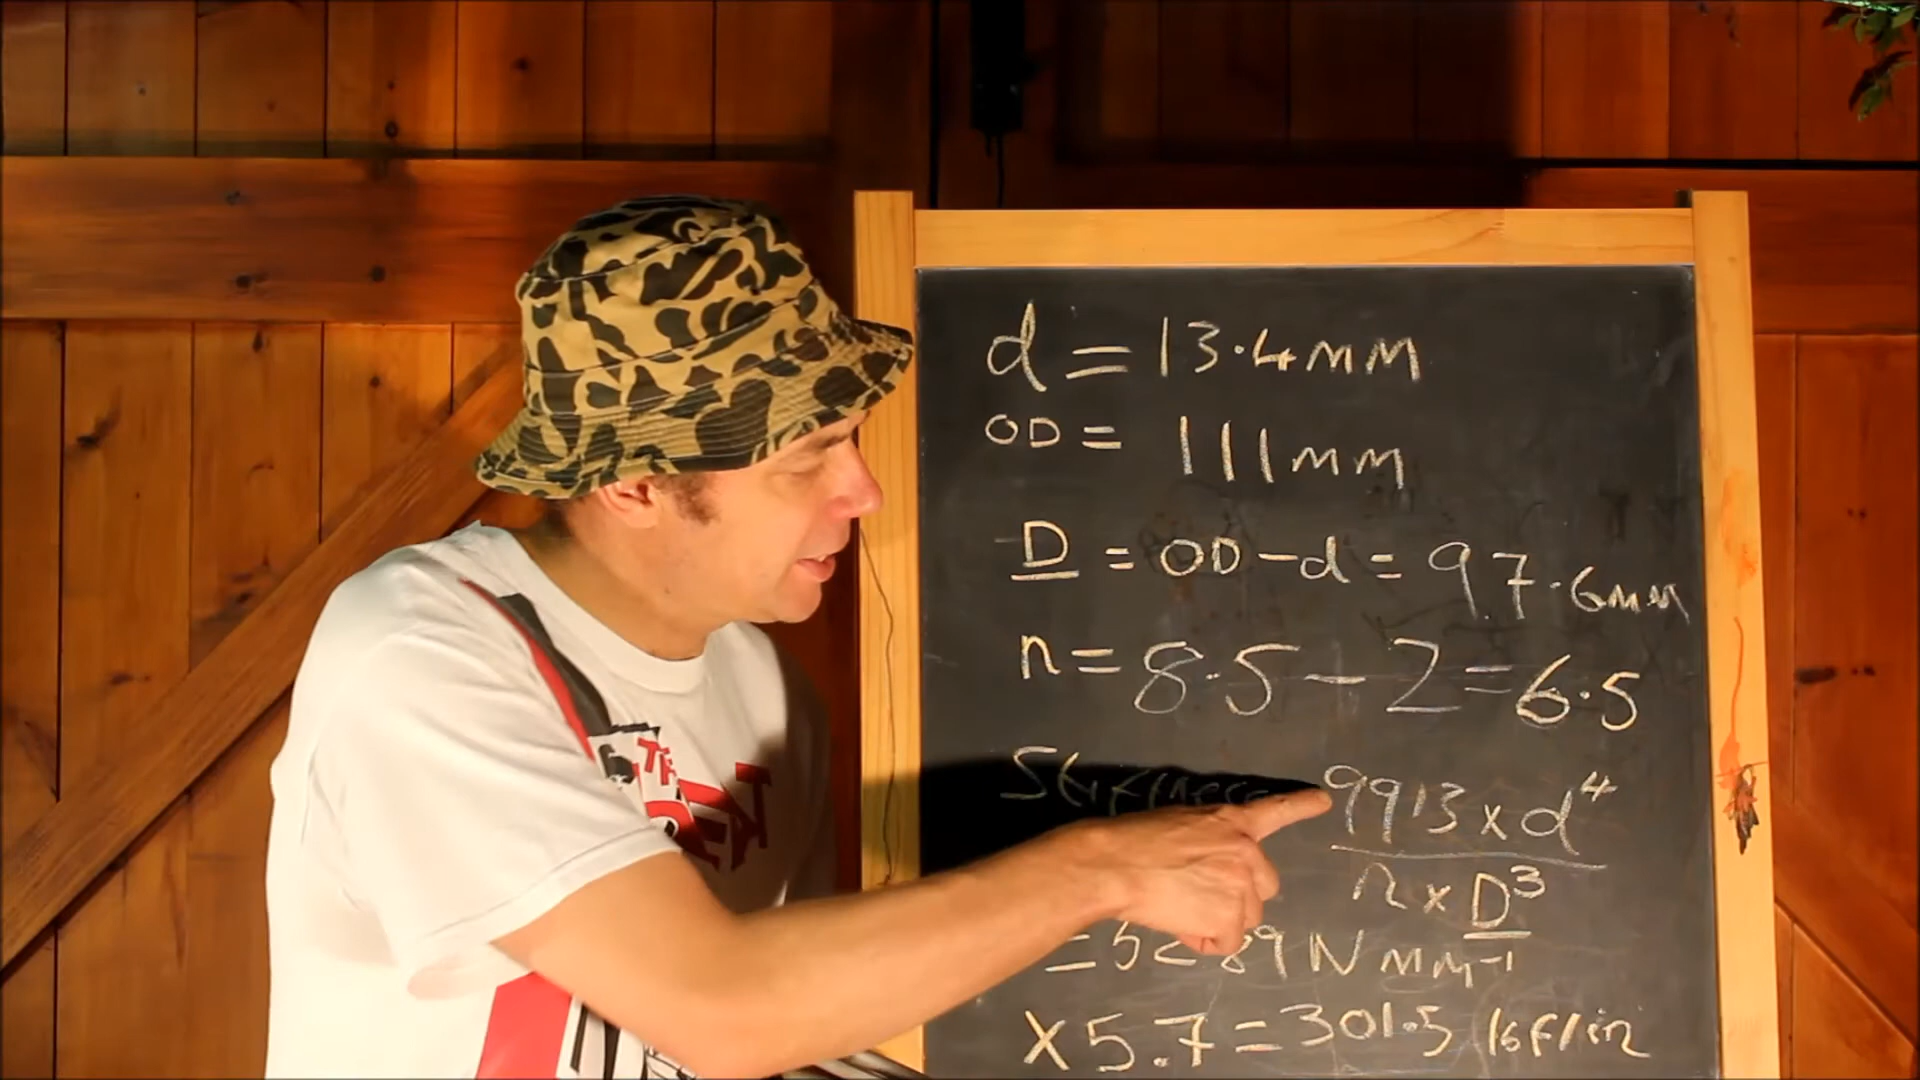 d = 13.4mm
OD = 111mm
D = OD - d = 97.6mm
n = 8.5 - 2 = 6.5
Stiffness 9913 x d⁴
n x D³
= 52.89 N mm⁻¹
x 5.7 = 301.5 lbf/in